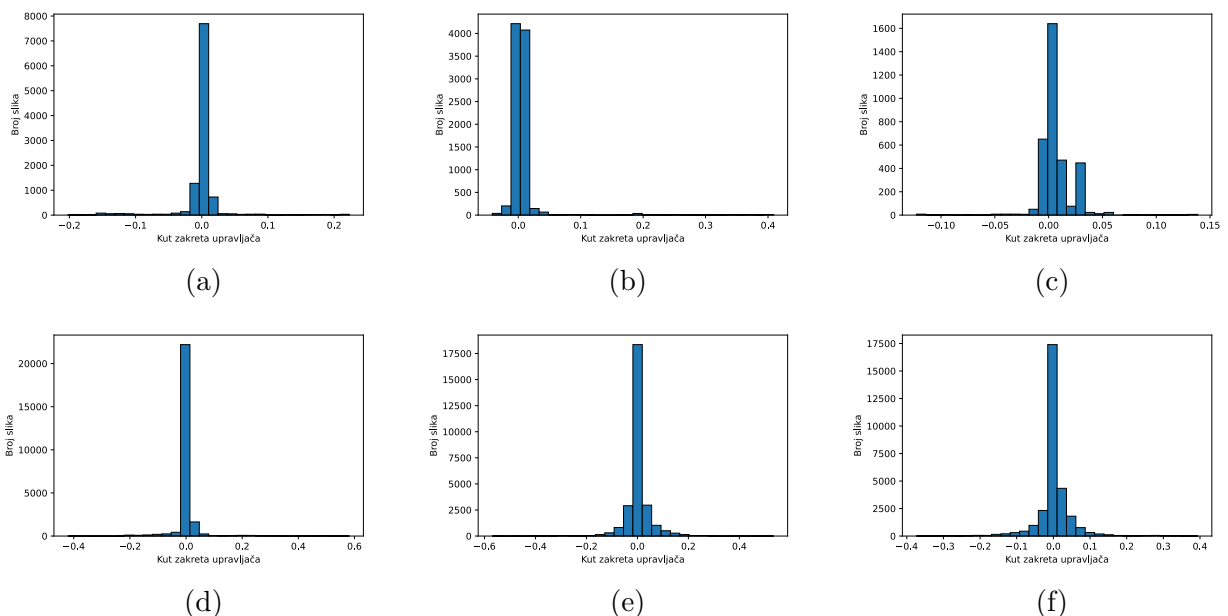 8000
7000
6000
5000
4000
3000
2000
1000
0
Broj slika
−0.2 −0.1 0.0 0.1 0.2
Kut zakreta upravljača
(a)
4000
3500
3000
2500
2000
1500
1000
500
0
Broj slika
0.0 0.1 0.2 0.3 0.4
Kut zakreta upravljača
(b)
1600
1400
1200
1000
800
600
400
200
0
Broj slika
−0.10 −0.05 0.00 0.05 0.10 0.15
Kut zakreta upravljača
(c)
20000
15000
10000
5000
0
Broj slika
−0.4 −0.2 0.0 0.2 0.4 0.6
Kut zakreta upravljača
(d)
17500
15000
12500
10000
7500
5000
2500
0
Broj slika
−0.6 −0.4 −0.2 0.0 0.2 0.4
Kut zakreta upravljača
(e)
17500
15000
12500
10000
7500
5000
2500
0
Broj slika
−0.4 −0.3 −0.2 −0.1 0.0 0.1 0.2 0.3 0.4
Kut zakreta upravljača
(f)